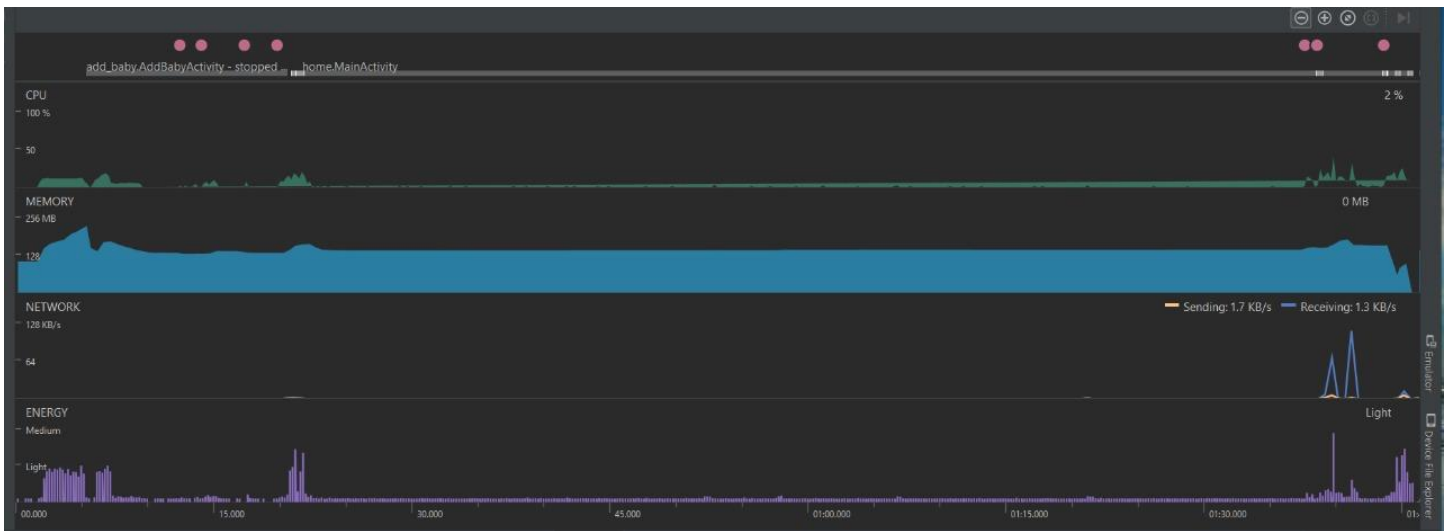 add_baby.AddBabyActivity - stopped home.MainActivity
CPU 2 %
100 %
50
MEMORY 0 MB
256 MB
128
NETWORK Sending: 1.7 KB/s Receiving: 1.3 KB/s
128 KB/s
64
ENERGY Light
Medium
Light
00.000 15.000 30.000 45.000 01:00.000 01:15.000 01:30.000
Emulator
Device File Explorer